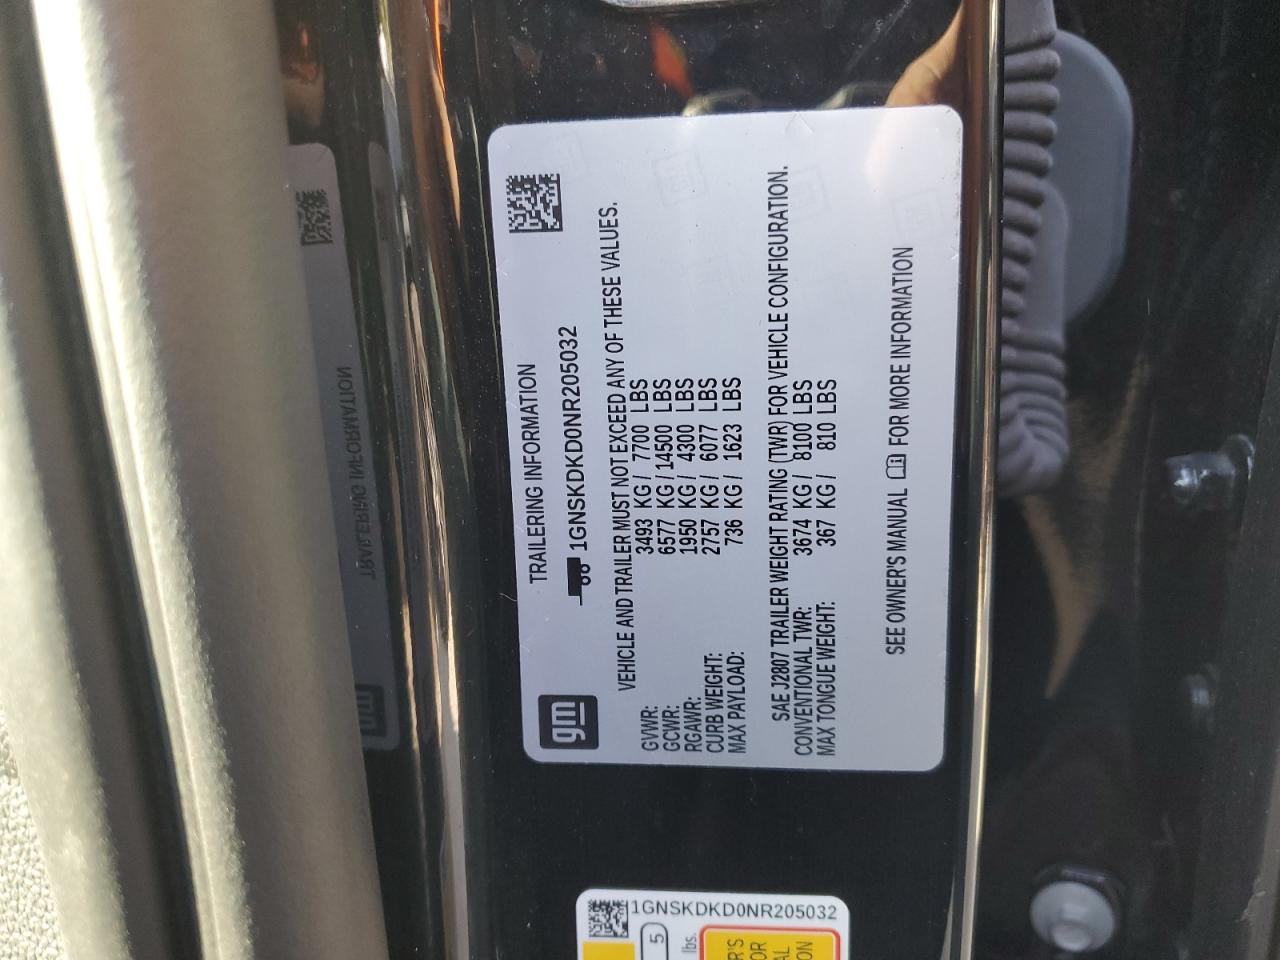 gm
TRAILERING INFORMATION
1GNSKDKD0NR205032
VEHICLE AND TRAILER MUST NOT EXCEED ANY OF THESE VALUES.
GVWR: 3493 KG / 7700 LBS
GCWR: 6577 KG / 14500 LBS
RGAWR: 1950 KG / 4300 LBS
CURB WEIGHT: 2757 KG / 6077 LBS
MAX PAYLOAD: 736 KG / 1623 LBS
SAE J2807 TRAILER WEIGHT RATING (TWR) FOR VEHICLE CONFIGURATION.
CONVENTIONAL TWR: 3674 KG / 8100 LBS
MAX TONGUE WEIGHT: 367 KG / 810 LBS
SEE OWNER'S MANUAL FOR MORE INFORMATION
1GNSKDKD0NR205032
5
lbs.